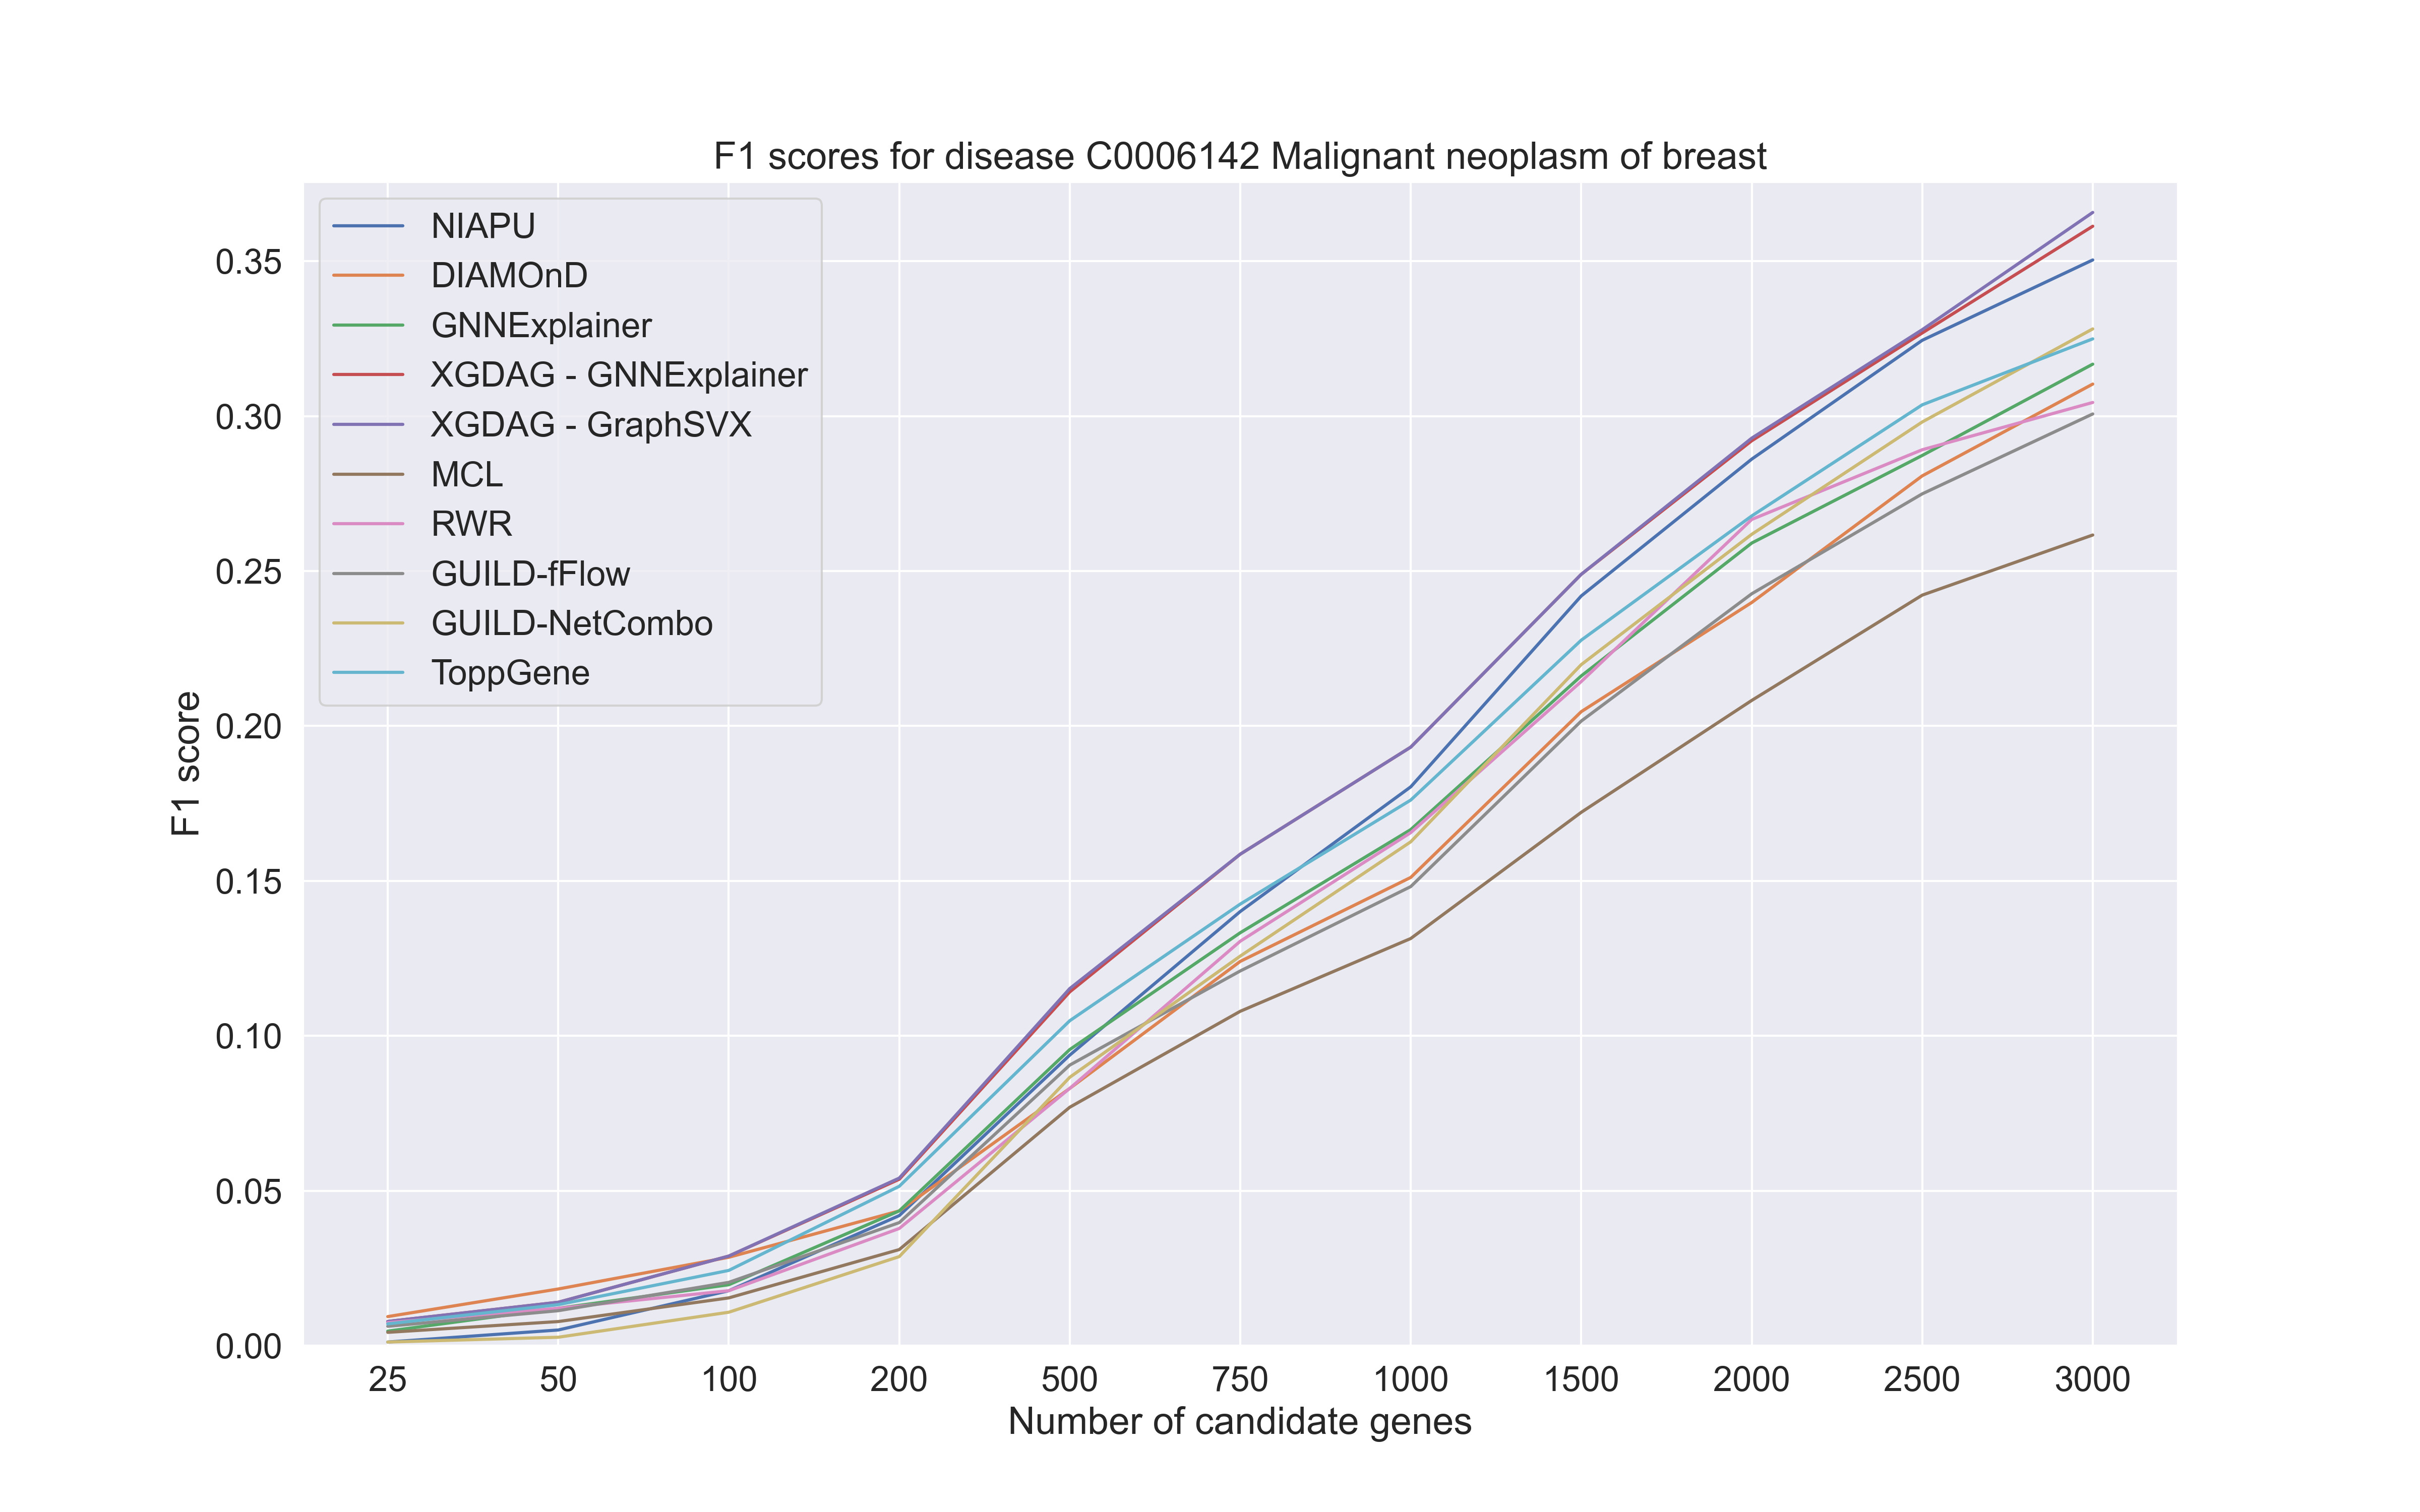 F1 scores for disease C0006142 Malignant neoplasm of breast
NIAPU
DIAMOnD
GNNExplainer
XGDAG - GNNExplainer
XGDAG - GraphSVX
MCL
RWR
GUILD-fFlow
GUILD-NetCombo
ToppGene
F1 score
0.35
0.30
0.25
0.20
0.15
0.10
0.05
0.00
25 50 100 200 500 750 1000 1500 2000 2500 3000
Number of candidate genes